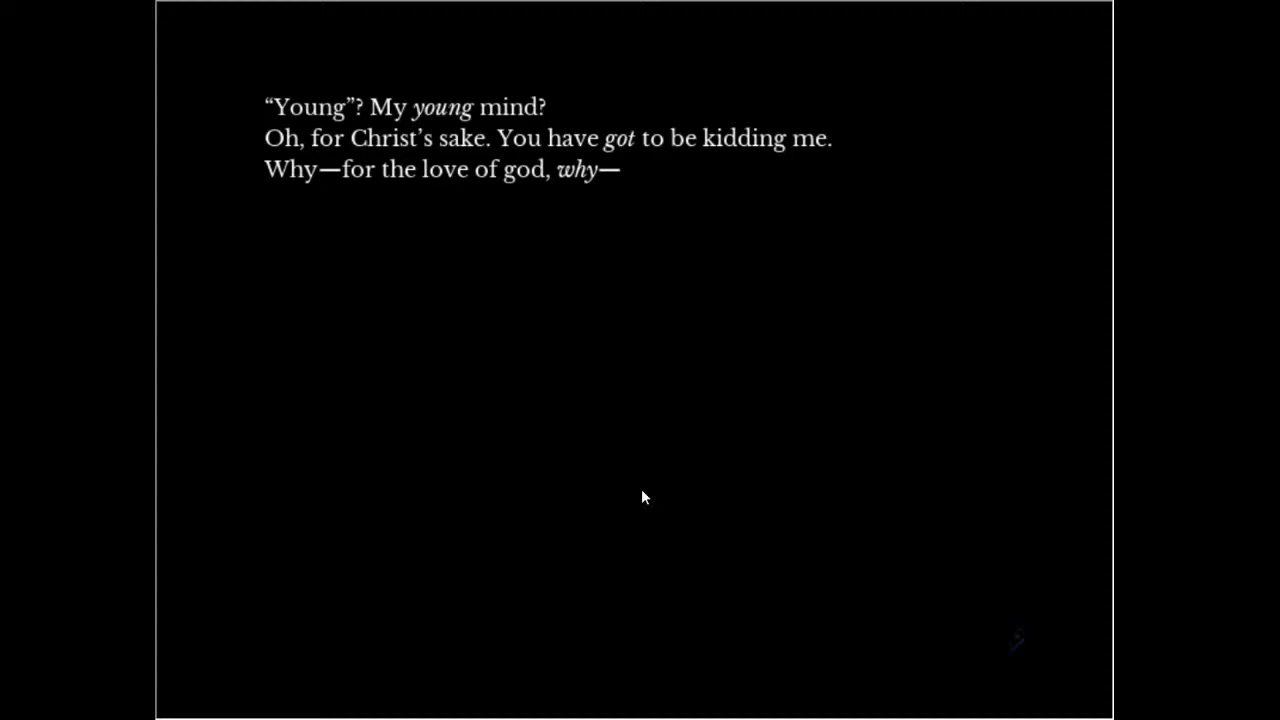 “Young”? My young mind?
Oh, for Christ’s sake. You have got to be kidding me.
Why—for the love of god, why—